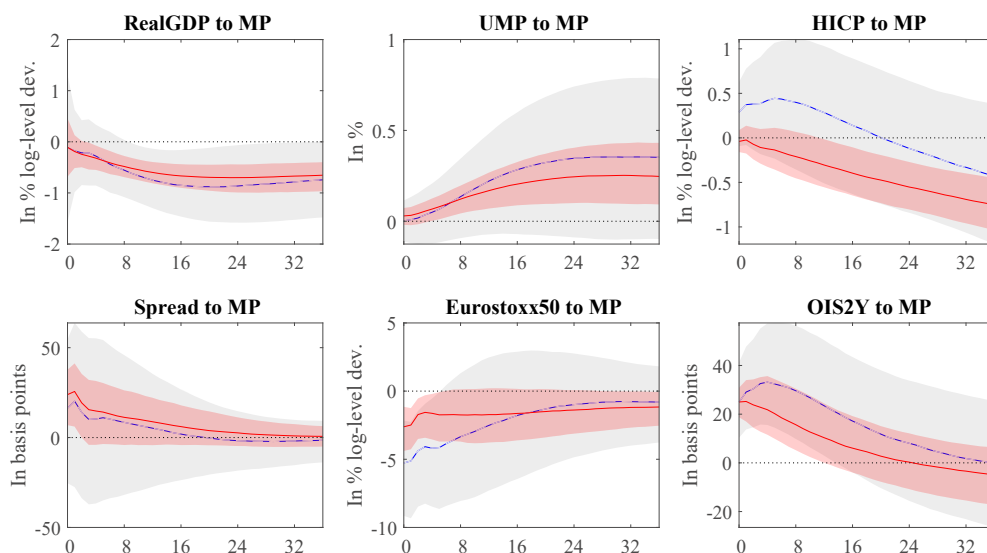 RealGDP to MP
In % log-level dev.
2
1
0
-1
-2
0 8 16 24 32
UMP to MP
In %
1
0.5
0
0 8 16 24 32
HICP to MP
In % log-level dev.
1
0.5
0
-0.5
-1
0 8 16 24 32
Spread to MP
In basis points
50
0
-50
0 8 16 24 32
Eurostoxx50 to MP
In % log-level dev.
5
0
-5
-10
0 8 16 24 32
OIS2Y to MP
In basis points
40
20
0
-20
0 8 16 24 32